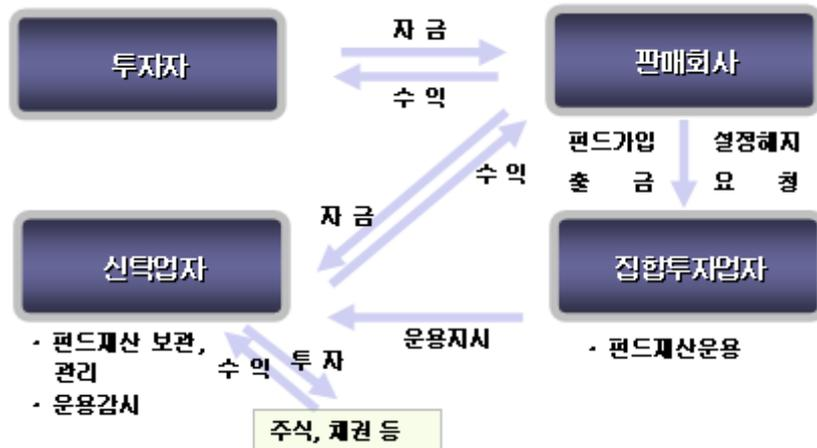 투자자
자 금
수 익
판매회사
펀드가입 설정해지
출 금 요 청
수 익
자 금
신탁업자
집합투자업자
운용지시
· 펀드재산 보관,
관리
· 운용감시
수 익
투 자
· 펀드재산운용
주식, 채권 등